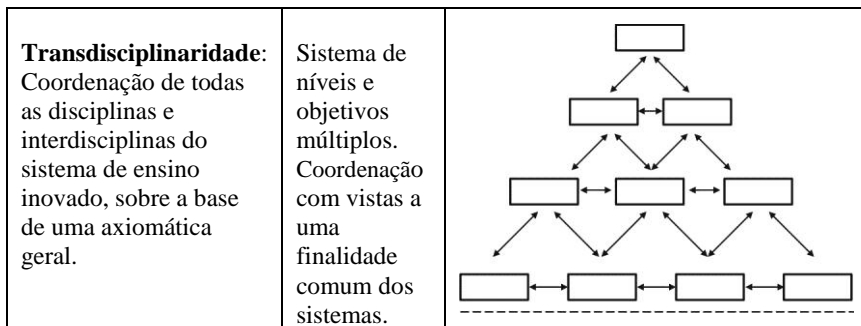 Transdisciplinaridade:
Coordenação de todas
as disciplinas e
interdisciplinas do
sistema de ensino
inovado, sobre a base
de uma axiomática
geral.
Sistema de
níveis e
objetivos
múltiplos.
Coordenação
com vistas a
uma
finalidade
comum dos
sistemas.